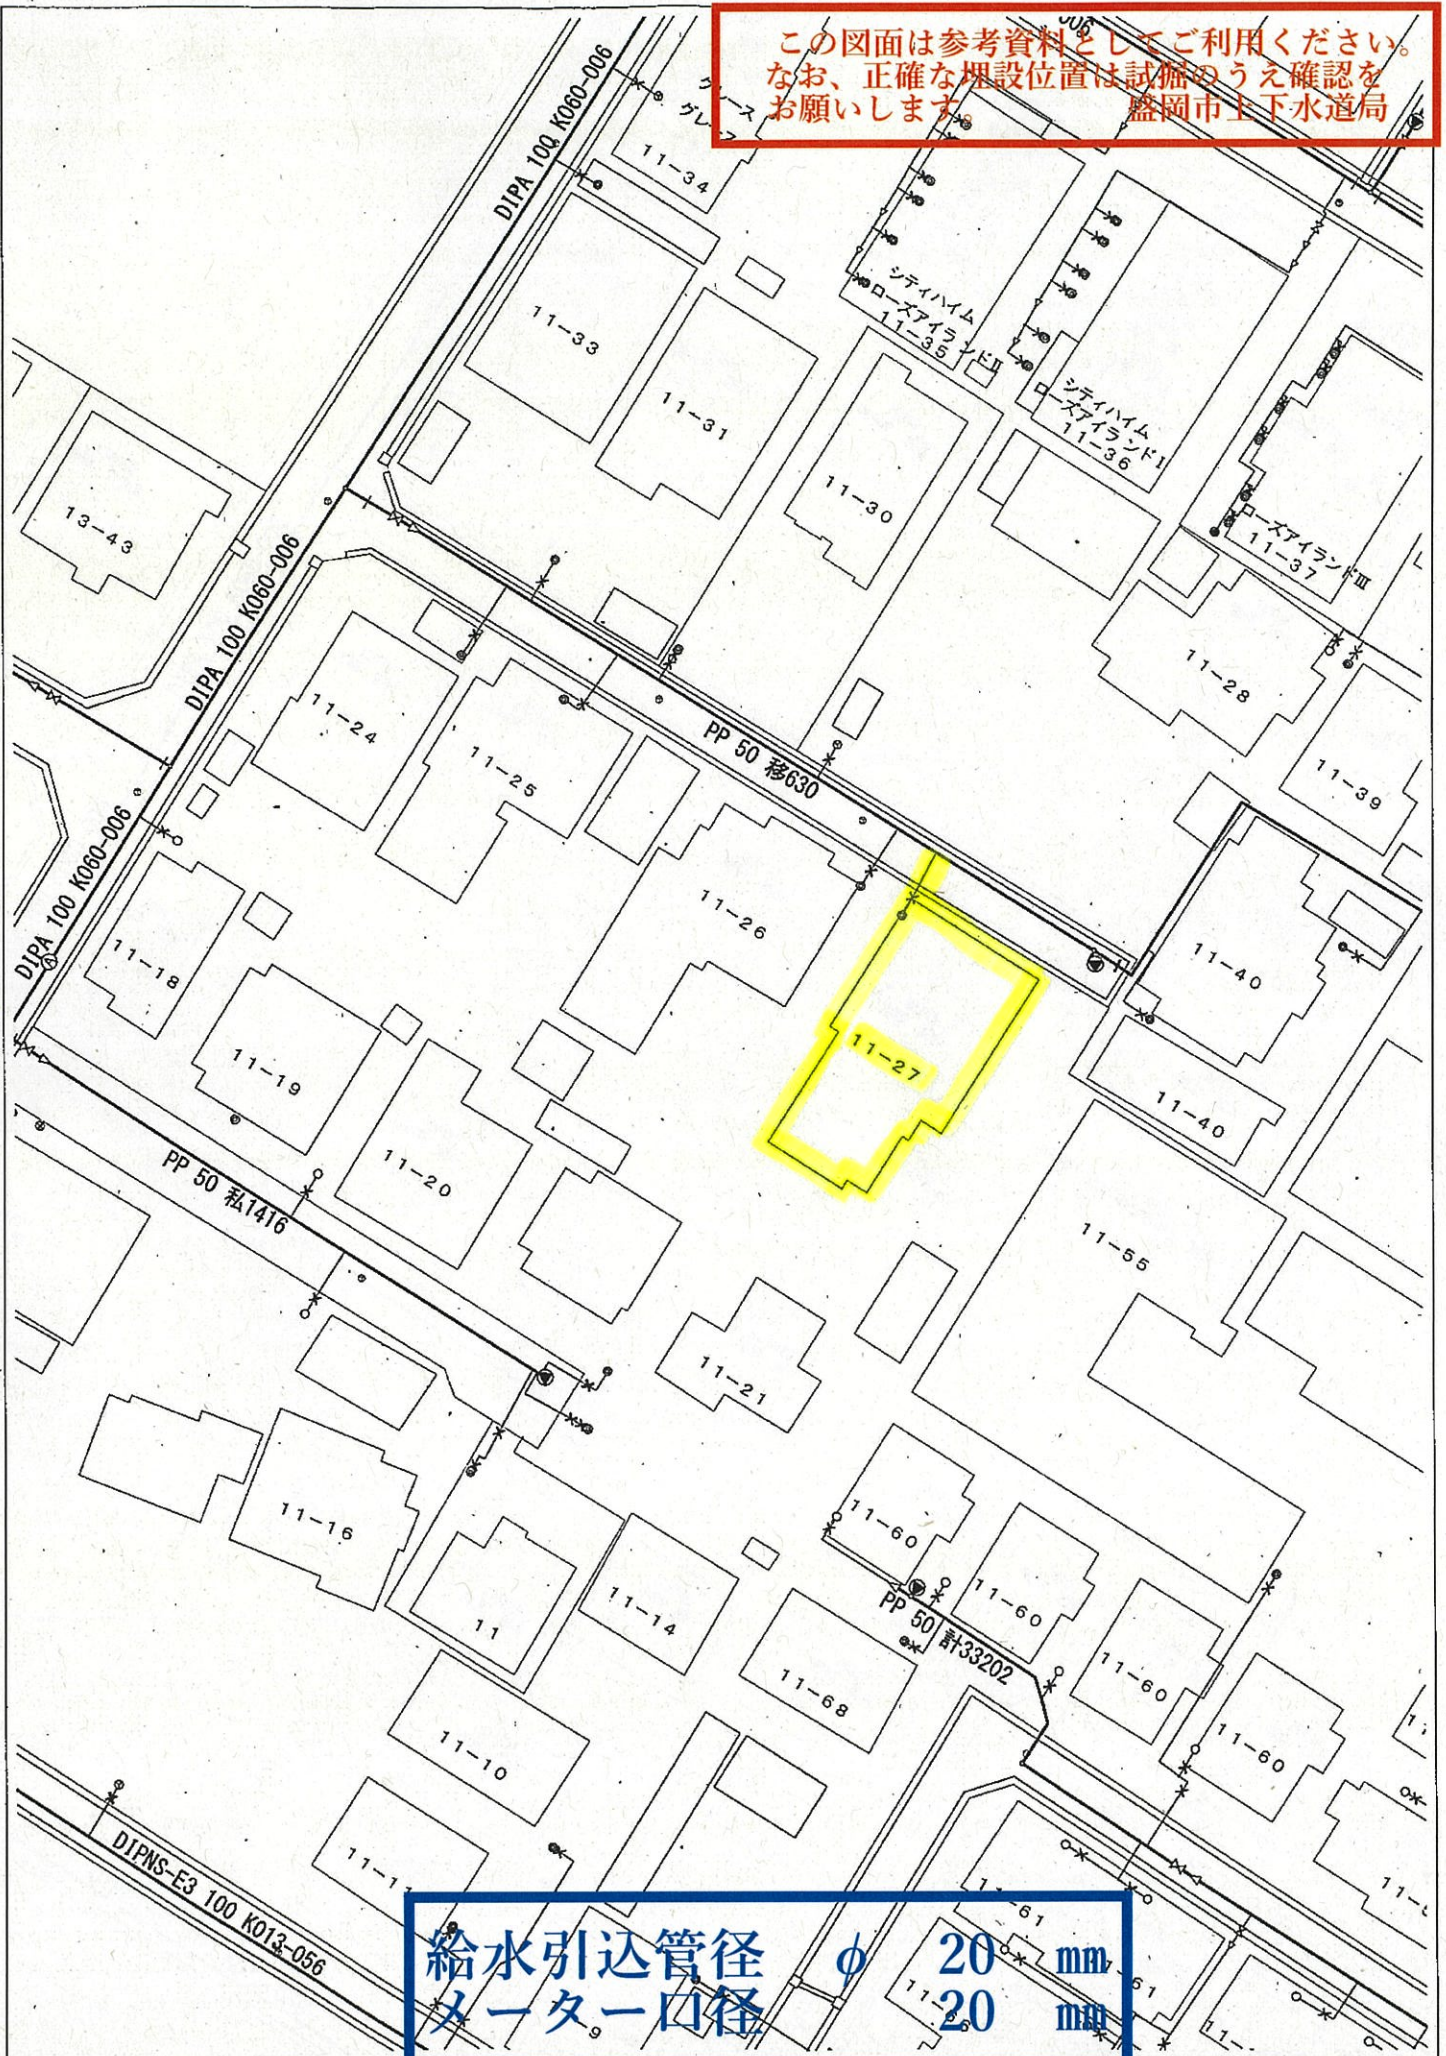 この図面は参考資料としてご利用ください。
なお、正確な埋設位置は試掘のうえ確認を
お願いします。 盛岡市上下水道局
DIPA 100 K060-006
グレース
11-34
シティハイム
ローズアイランドⅡ
11-35
シティハイム
ローズアイランドⅠ
11-36
ローズアイランドⅢ
11-37
11-33
11-31
11-30
13-43
DIPA 100 K060-006
11-28
11-39
11-24
11-25
PP 50 移630
11-26
DIPA 100 K060-006
11-18
11-40
11-27
11-19
11-40
11-20
PP 50 私1416
11-55
11-21
11-16
11-60
11-60
11
11-14
PP 50 計33202
11-60
11-68
11-60
11-10
DIPNS-E3 100 K013-056
11-61
給水引込管径 φ 20 mm
メーター口径 20 mm